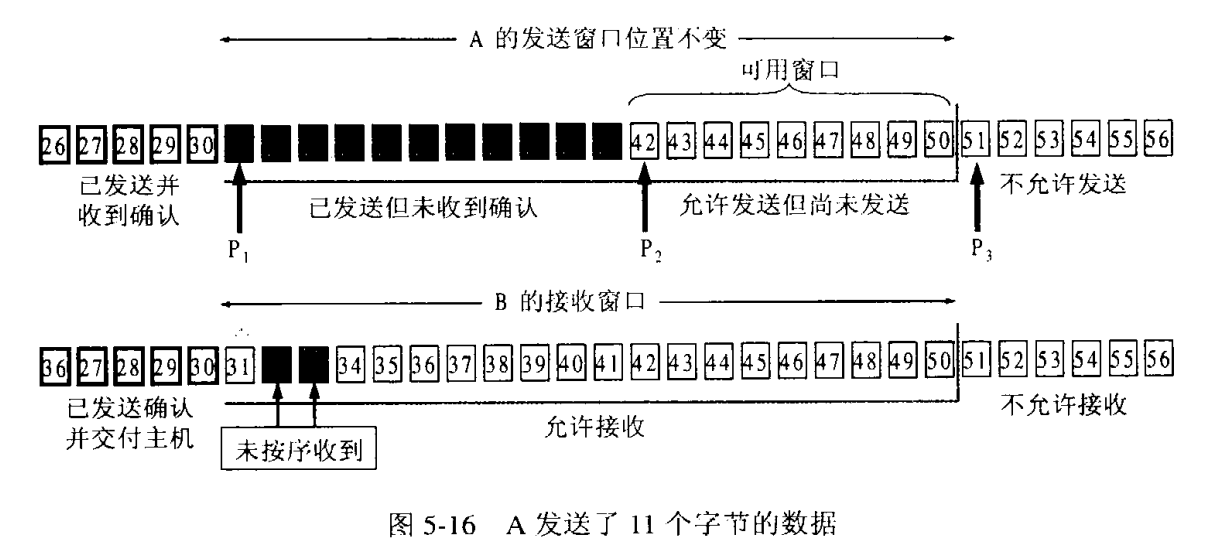 A 的发送窗口位置不变
可用窗口
26 27 28 29 30 42 43 44 45 46 47 48 49 50 51 52 53 54 55 56
已发送并
收到确认
已发送但未收到确认
允许发送但尚未发送
不允许发送
P₁ P₂ P₃
B 的接收窗口
36 27 28 29 30 31 34 35 36 37 38 39 40 41 42 43 44 45 46 47 48 49 50 51 52 53 54 55 56
已发送确认
并交付主机
未按序收到
允许接收
不允许接收
图 5-16 A 发送了 11 个字节的数据